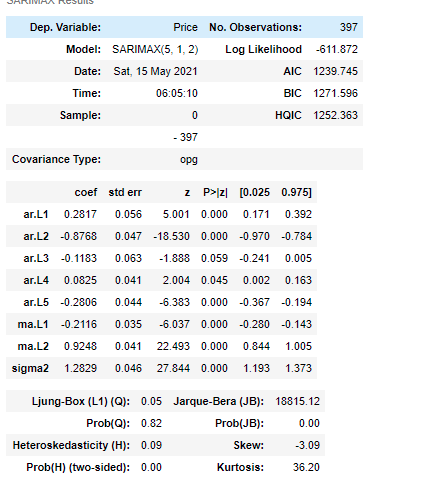 SARIMAX Results
Dep. Variable: Price No. Observations: 397
Model: SARIMAX(5, 1, 2) Log Likelihood -611.872
Date: Sat, 15 May 2021 AIC 1239.745
Time: 06:05:10 BIC 1271.596
Sample: 0 HQIC 1252.363
- 397
Covariance Type: opg
coef std err z P>|z| [0.025 0.975]
ar.L1 0.2817 0.056 5.001 0.000 0.171 0.392
ar.L2 -0.8768 0.047 -18.530 0.000 -0.970 -0.784
ar.L3 -0.1183 0.063 -1.888 0.059 -0.241 0.005
ar.L4 0.0825 0.041 2.004 0.045 0.002 0.163
ar.L5 -0.2806 0.044 -6.383 0.000 -0.367 -0.194
ma.L1 -0.2116 0.035 -6.037 0.000 -0.280 -0.143
ma.L2 0.9248 0.041 22.493 0.000 0.844 1.005
sigma2 1.2829 0.046 27.844 0.000 1.193 1.373
Ljung-Box (L1) (Q): 0.05 Jarque-Bera (JB): 18815.12
Prob(Q): 0.82 Prob(JB): 0.00
Heteroskedasticity (H): 0.09 Skew: -3.09
Prob(H) (two-sided): 0.00 Kurtosis: 36.20